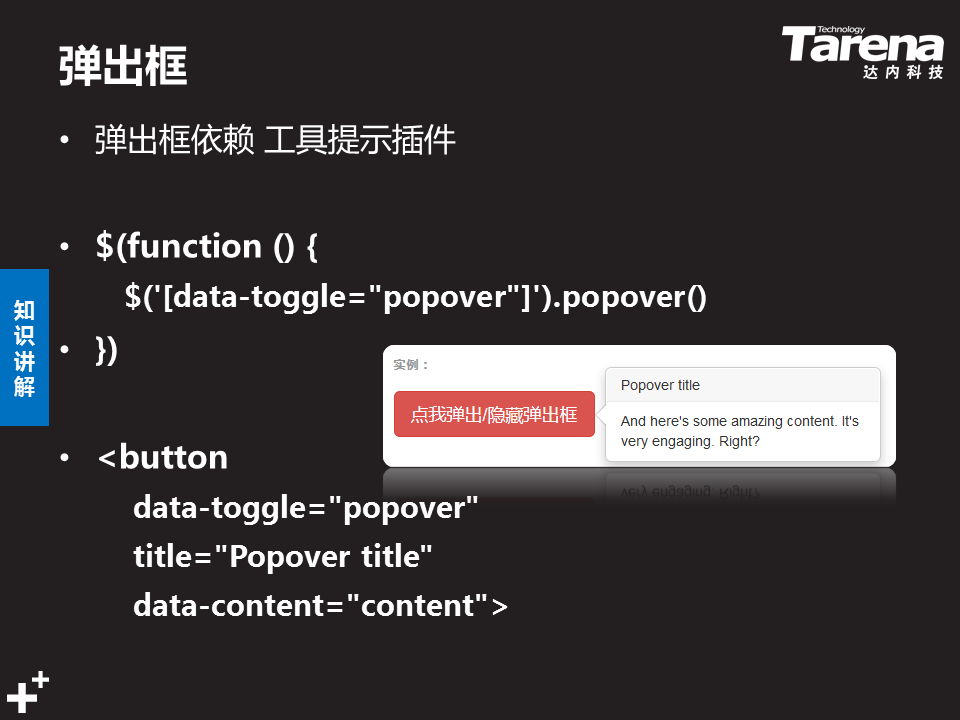 弹出框
Technology
Tarena
达内科技
• 弹出框依赖 工具提示插件
• $(function () {
$('[data-toggle="popover"]').popover()
• })
知识讲解
实例：
点我弹出/隐藏弹出框
Popover title
And here's some amazing content. It's
very engaging. Right?
• <button
data-toggle="popover"
title="Popover title"
data-content="content">